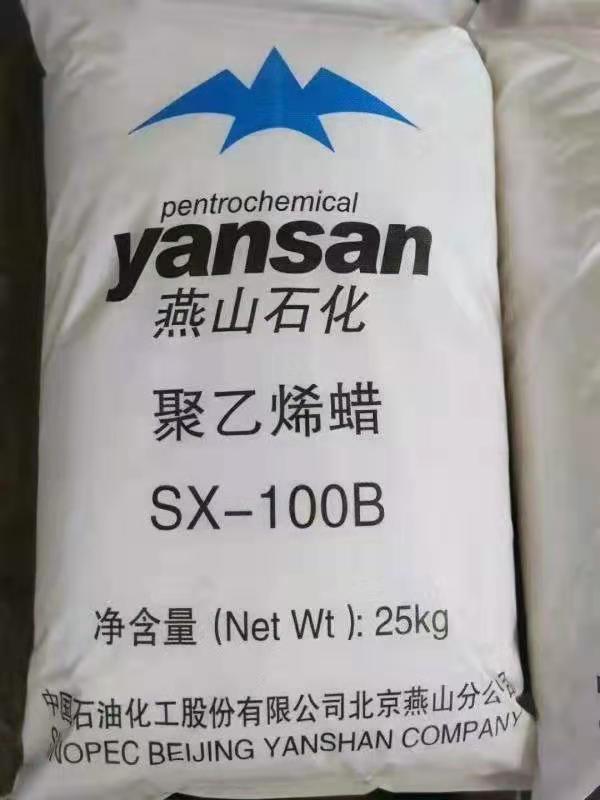 pentrochemical
yansan
燕山石化
聚乙烯蜡
SX-100B
净含量 (Net Wt ): 25kg
中国石油化工股份有限公司北京燕山分公司
SINOPEC BEIJING YANSHAN COMPANY